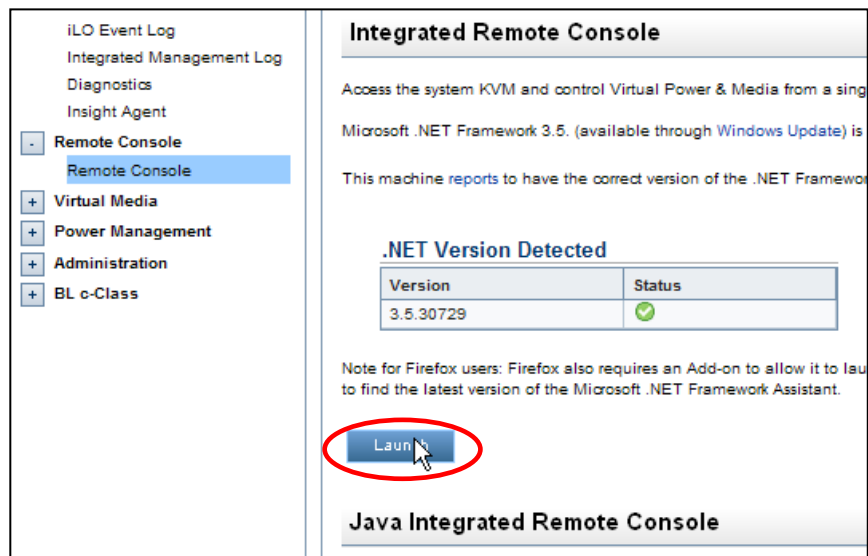 iLO Event Log
Integrated Management Log
Diagnostics
Insight Agent
- Remote Console
Remote Console
+ Virtual Media
+ Power Management
+ Administration
+ BL c-Class
Integrated Remote Console
Access the system KVM and control Virtual Power & Media from a sing
Microsoft .NET Framework 3.5. (available through Windows Update) is
This machine reports to have the correct version of the .NET Framewor
.NET Version Detected
Version Status
3.5.30729
Note for Firefox users: Firefox also requires an Add-on to allow it to lau
to find the latest version of the Microsoft .NET Framework Assistant.
Launch
Java Integrated Remote Console